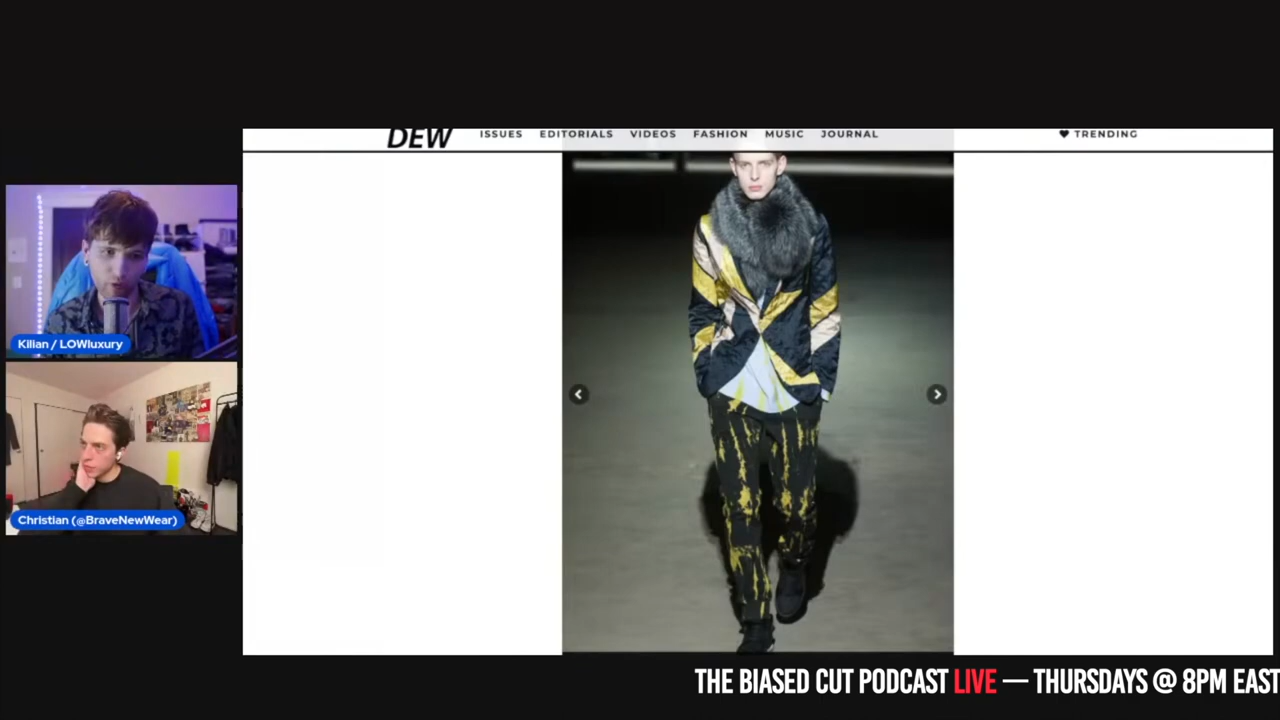 DEW
ISSUES EDITORIALS VIDEOS FASHION MUSIC JOURNAL
TRENDING
Kilian / LOWluxury
Christian (@BraveNewWear)
THE BIASED CUT PODCAST LIVE — THURSDAYS @ 8PM EAST